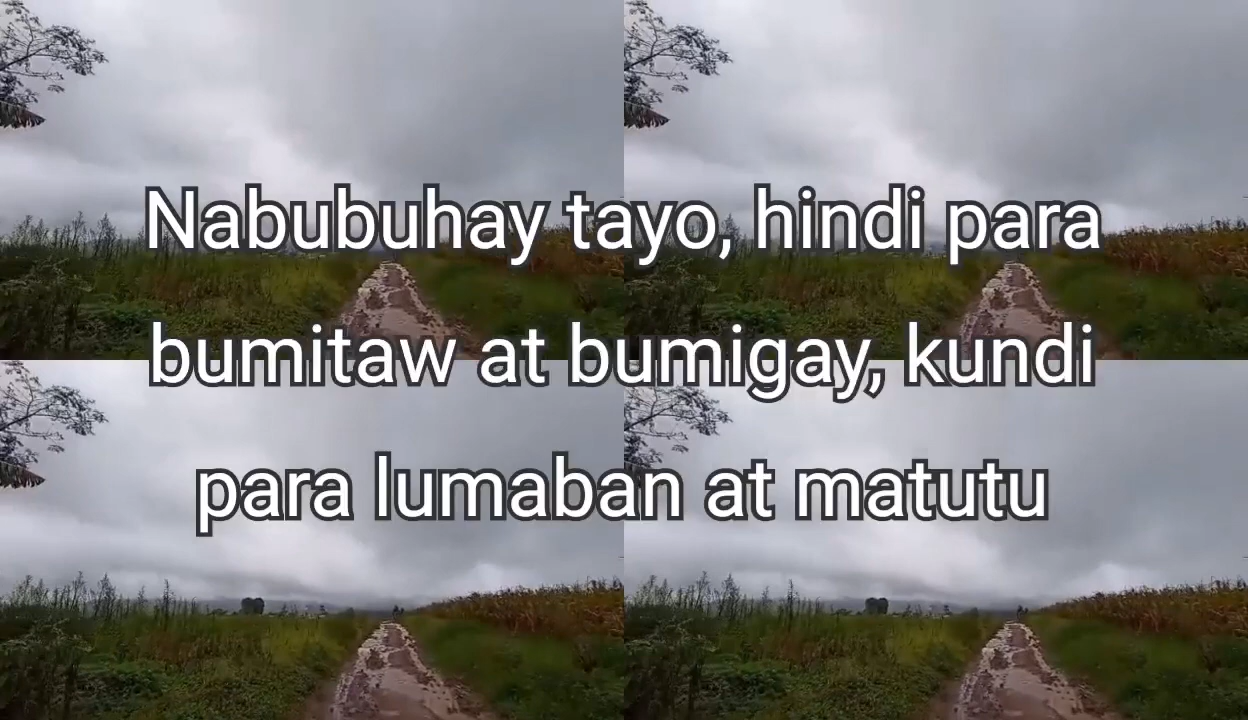 Nabubuhay tayo, hindi para
bumitaw at bumigay, kundi
para lumaban at matutu